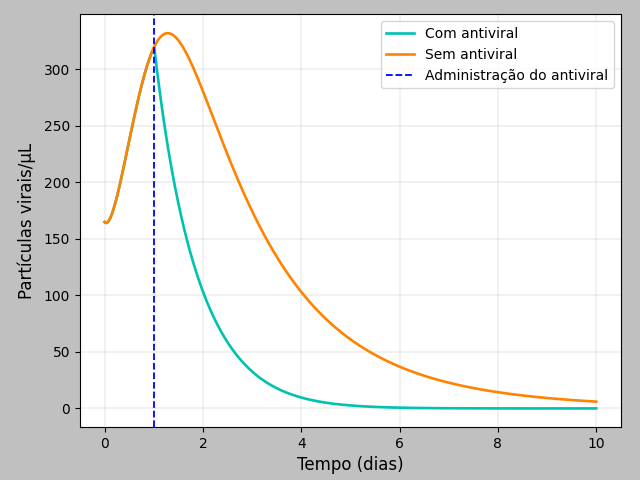 Com antiviral
Sem antiviral
Administração do antiviral
Partículas virais/μL
300
250
200
150
100
50
0
0 2 4 6 8 10
Tempo (dias)